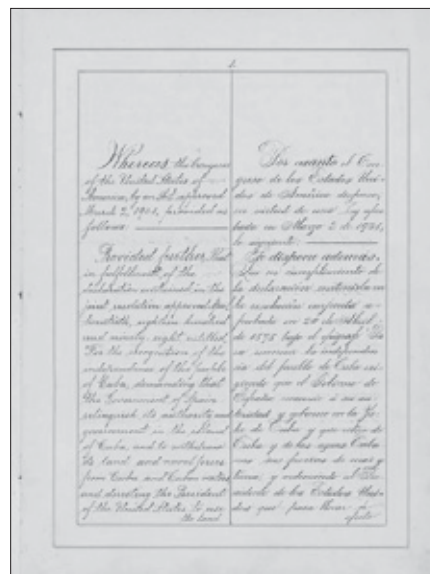 1.
Whereas the Congress
of the United States of
America, by an Act approved
March 2, 1901, provided as
follows:
Provided further, That
in fulfillment of the
declaration contained in the
joint resolution approved April
twentieth, eighteen hundred
and ninety-eight entitled,
"For the recognition of the
independence of the people
of Cuba, demanding that
the Government of Spain
relinquish its authority and
government in the island
of Cuba, and to withdraw
its land and naval forces
from Cuba and Cuban waters
and directing the President
of the United States to use
the land
Por cuanto el Con-
greso de los Estados Uni-
dos de América dispuso,
en virtud de una Ley apro-
bada en Marzo 2 de 1901,
lo siguiente:
Se dispone además,
Que en cumplimiento de
la declaración contenida en
la resolución conjunta a-
probada en 20 de Abril
de 1898 bajo el epígrafe "Pa-
ra reconocer la independen-
cia del pueblo de Cuba exi-
giendo que el Gobierno de
España renuncie á su au-
toridad y gobierno en la Is-
la de Cuba y que retire de
Cuba y de las aguas Cuba-
nas sus fuerzas de mar y
tierra, y ordenando al Pre-
sidente de los Estados Uni-
dos que para llevar á
efecto